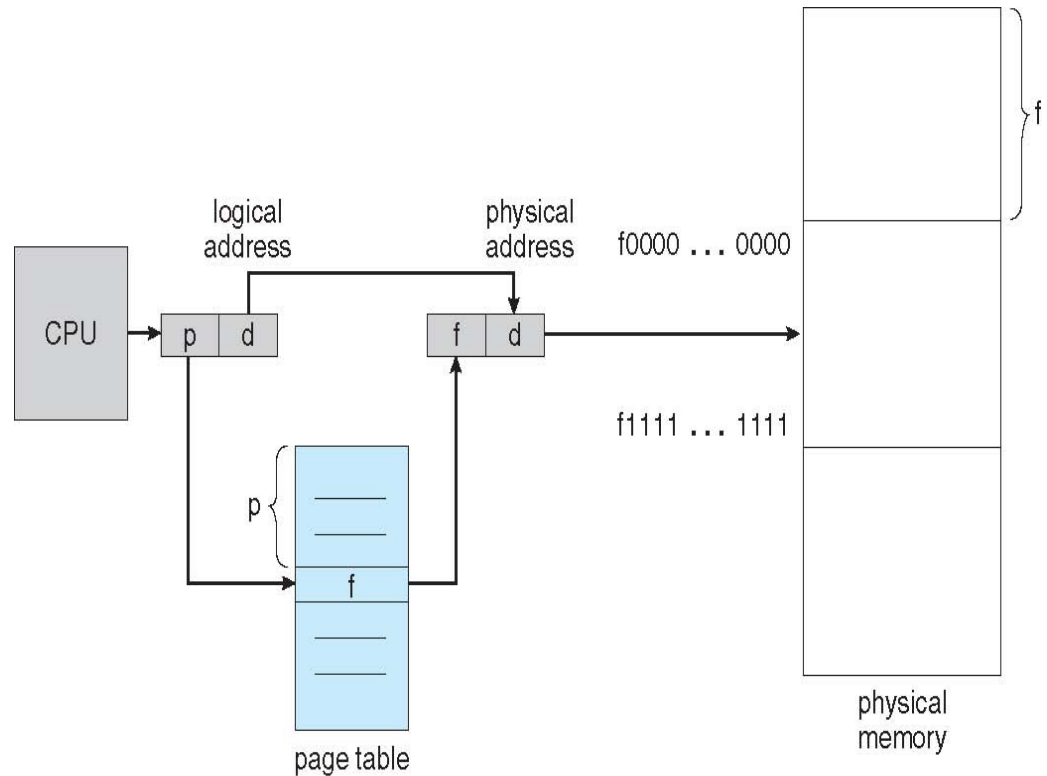 f
logical
address
physical
address
f0000 ... 0000
CPU
p d
f d
f1111 ... 1111
p
f
page table
physical
memory